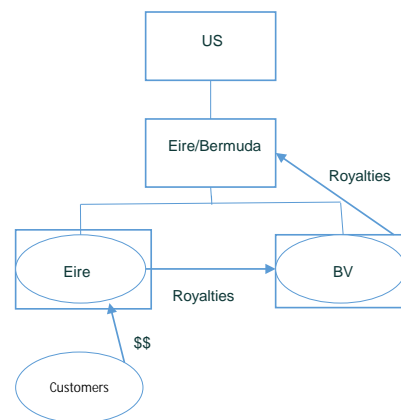 US
Eire/Bermuda
Royalties
Eire
BV
Royalties
$$
Customers